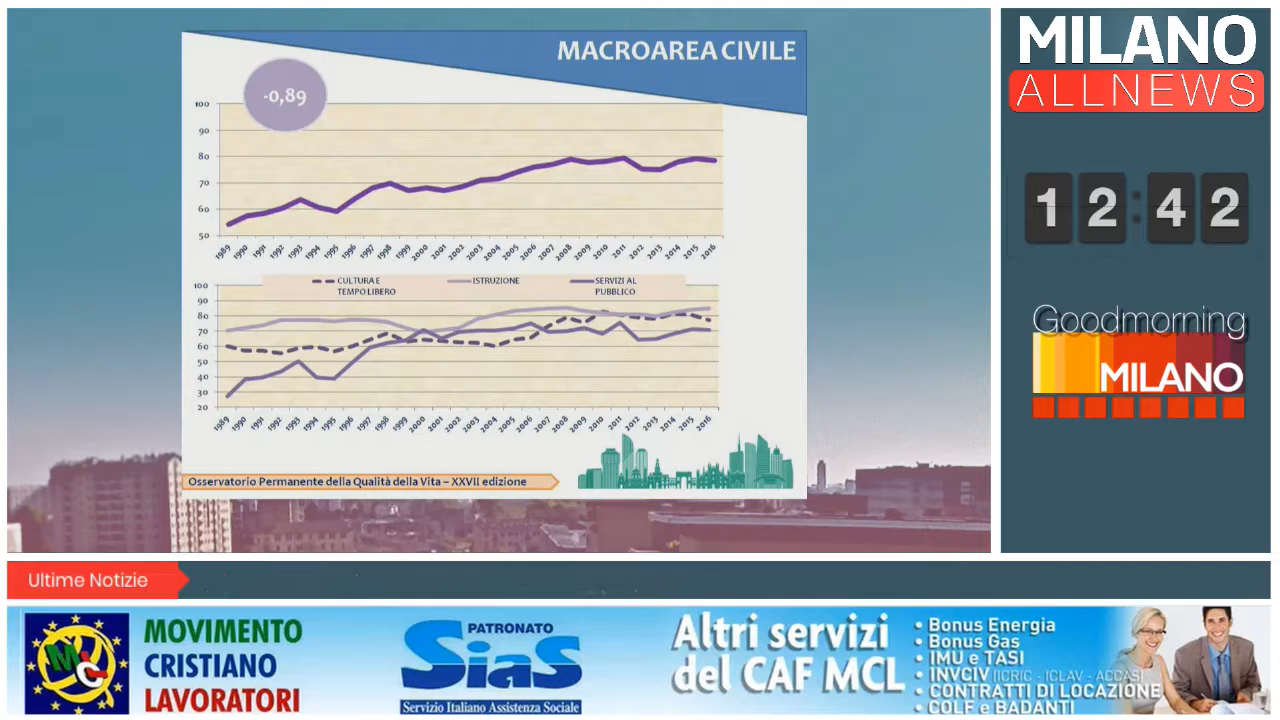 MACROAREA CIVILE
-0,89
100
90
80
70
60
50
1989 1990 1991 1992 1993 1994 1995 1996 1997 1998 1999 2000 2001 2002 2003 2004 2005 2006 2007 2008 2009 2010 2011 2012 2013 2014 2015 2016
CULTURA E TEMPO LIBERO
ISTRUZIONE
SERVIZI AL PUBBLICO
100
90
80
70
60
50
40
30
20
1989 1990 1991 1992 1993 1994 1995 1996 1997 1998 1999 2000 2001 2002 2003 2004 2005 2006 2007 2008 2009 2010 2011 2012 2013 2014 2015 2016
Osservatorio Permanente della Qualità della Vita – XXVII edizione
MILANO
ALLNEWS
12:42
Goodmorning
MILANO
Ultime Notizie
MCL
MOVIMENTO
CRISTIANO
LAVORATORI
PATRONATO
SiaS
Servizio Italiano Assistenza Sociale
Altri servizi
del CAF MCL
• Bonus Energia
• Bonus Gas
• IMU e TASI
• INVCIV (ICRIC - ICLAV - ACCAS)
• CONTRATTI DI LOCAZIONE
• COLF e BADANTI